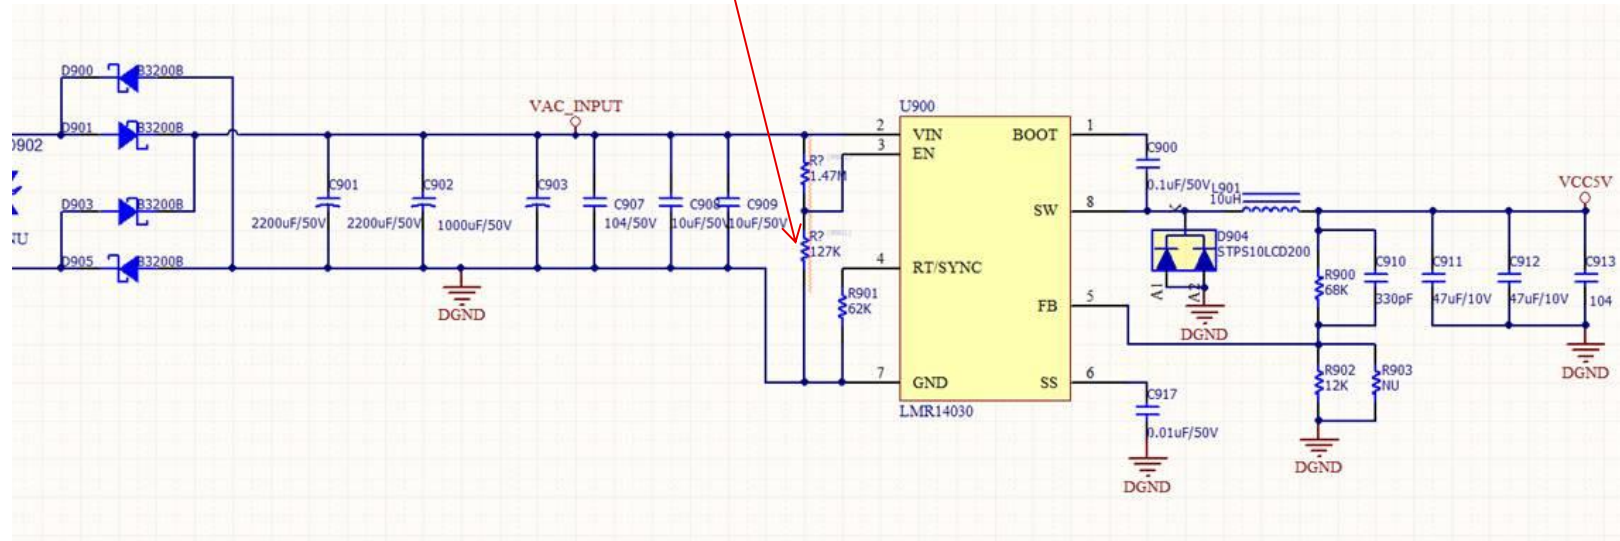 D900
B3200B
D901
B3200B
D902
D903
B3200B
NU
D905
B3200B
VAC_INPUT
C901
2200uF/50V
C902
2200uF/50V
C903
1000uF/50V
C907
104/50V
C908
10uF/50V
C909
10uF/50V
DGND
R?
1.47M
R?
127K
R901
62K
U900
2
VIN
3
EN
4
RT/SYNC
7
GND
BOOT
1
SW
8
FB
5
SS
6
LMR14030
C900
0.1uF/50V
L901
10uH
K
D904
STPS10LCD200
A1
A2
DGND
C917
0.01uF/50V
DGND
R900
68K
C910
330pF
R902
12K
R903
NU
DGND
C911
47uF/10V
C912
47uF/10V
VCC5V
C913
104
DGND